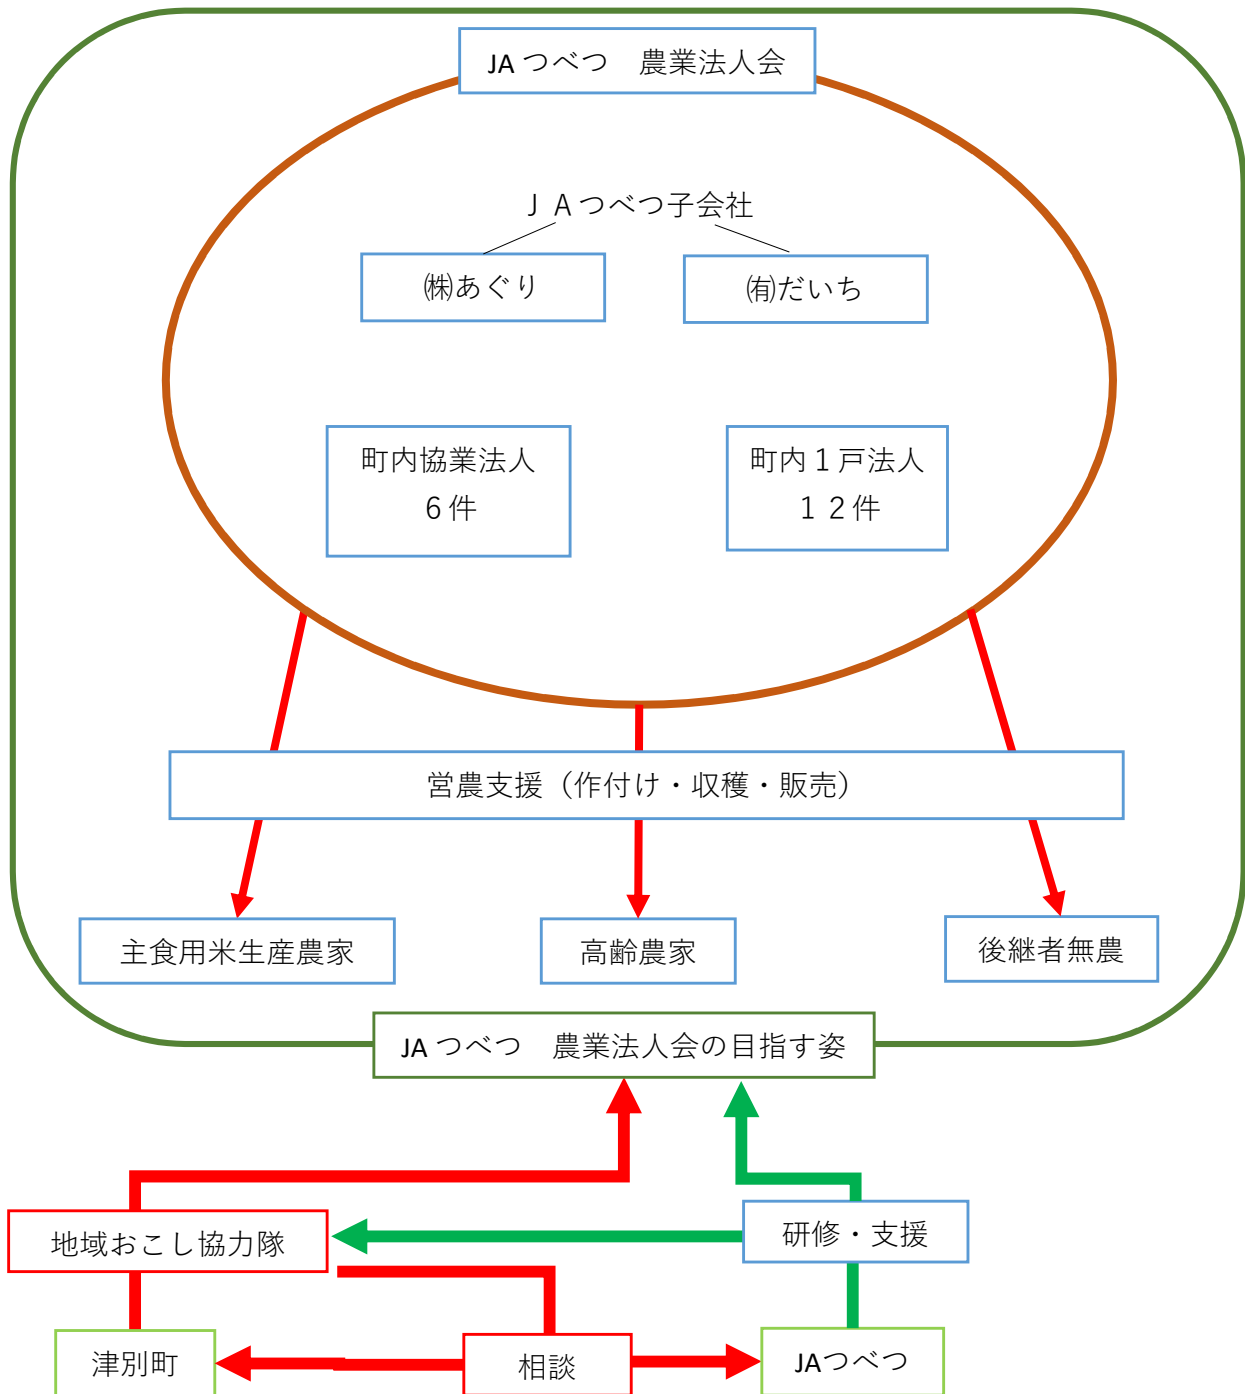 JAつべつ　農業法人会
ＪＡつべつ子会社
㈱あぐり
㈲だいち
町内協業法人
６件
町内１戸法人
１２件
営農支援（作付け・収穫・販売）
主食用米生産農家
高齢農家
後継者無農
JAつべつ　農業法人会の目指す姿
地域おこし協力隊
研修・支援
津別町
相談
JAつべつ